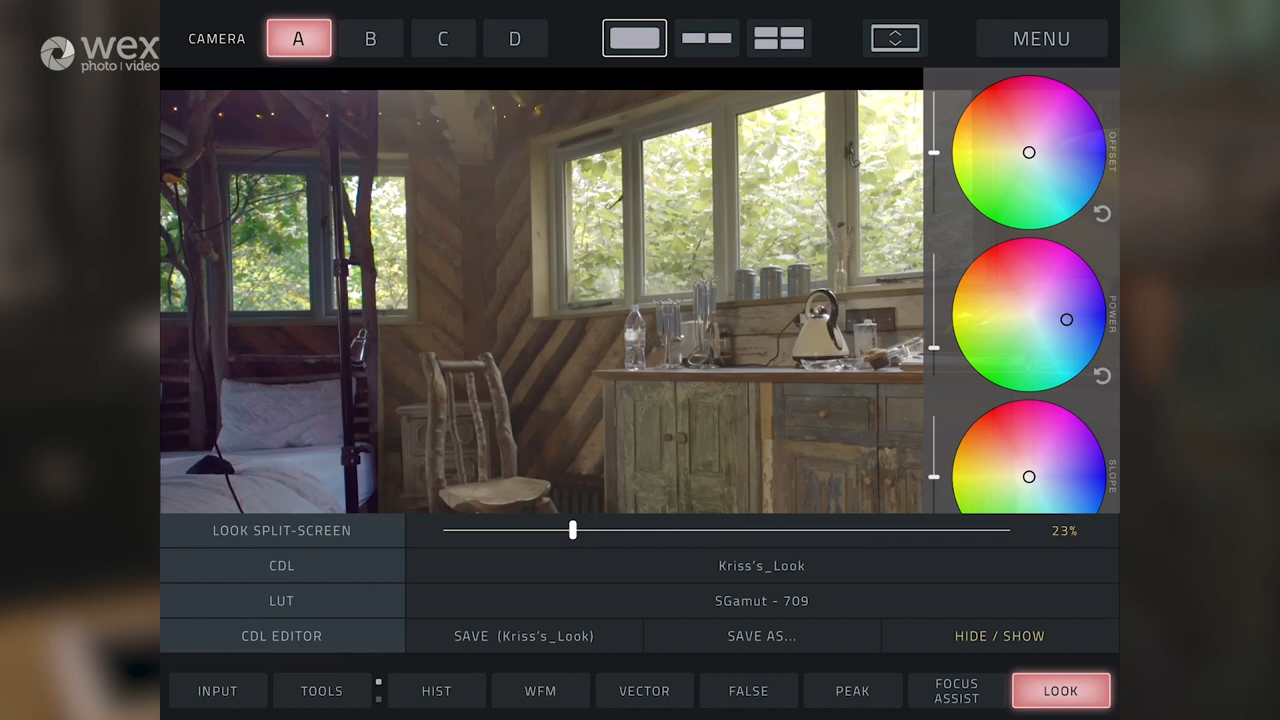 wex
photo | video
CAMERA
A
B
C
D
MENU
OFFSET
POWER
SLOPE
LOOK SPLIT-SCREEN
23%
CDL
Kriss's_Look
LUT
SGamut - 709
CDL EDITOR
SAVE (Kriss's_Look)
SAVE AS...
HIDE / SHOW
INPUT
TOOLS
HIST
WFM
VECTOR
FALSE
PEAK
FOCUS
ASSIST
LOOK